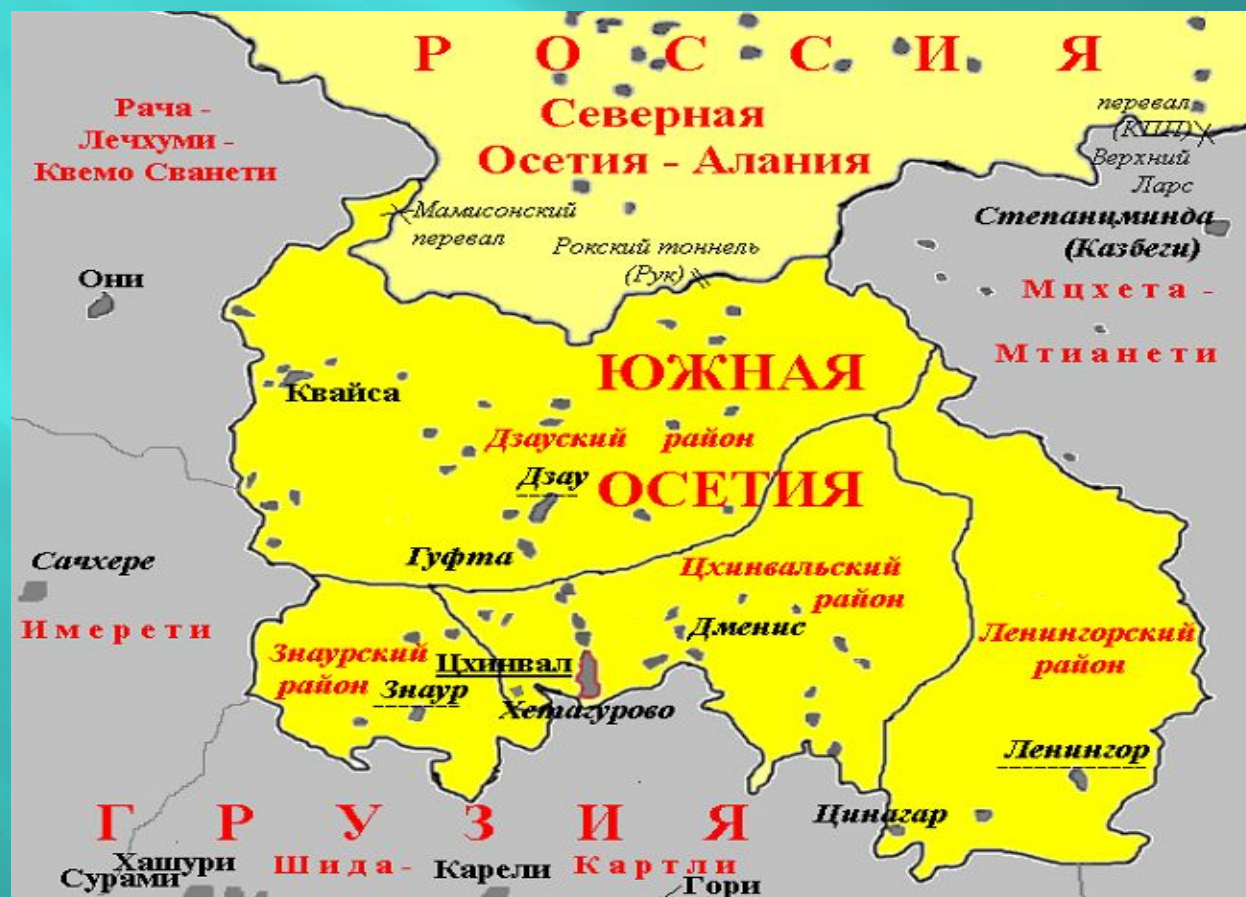 Р О С С И Я
Рача -
Лечхуми -
Квемо Сванети
Северная
Осетия - Алания
перевал
(КПП)
Верхний
Ларс
Мамисонский
перевал
Рокский тоннель
(Рук)
Степанцминда
(Казбеги)
Они
Мцхета -
Мтианети
ЮЖНАЯ
Квайса
Дзауский район
Дзау
ОСЕТИЯ
Гуфта
Сачхере
Имерети
Цхинвальский
район
Дменис
Ленингорский
район
Знаурский
район
Цхинвал
Знаур
Хетагурово
Ленингор
Цинагар
Г Р У З И Я
Хашури
Сурами
Шида- Картли
Карели
Гори